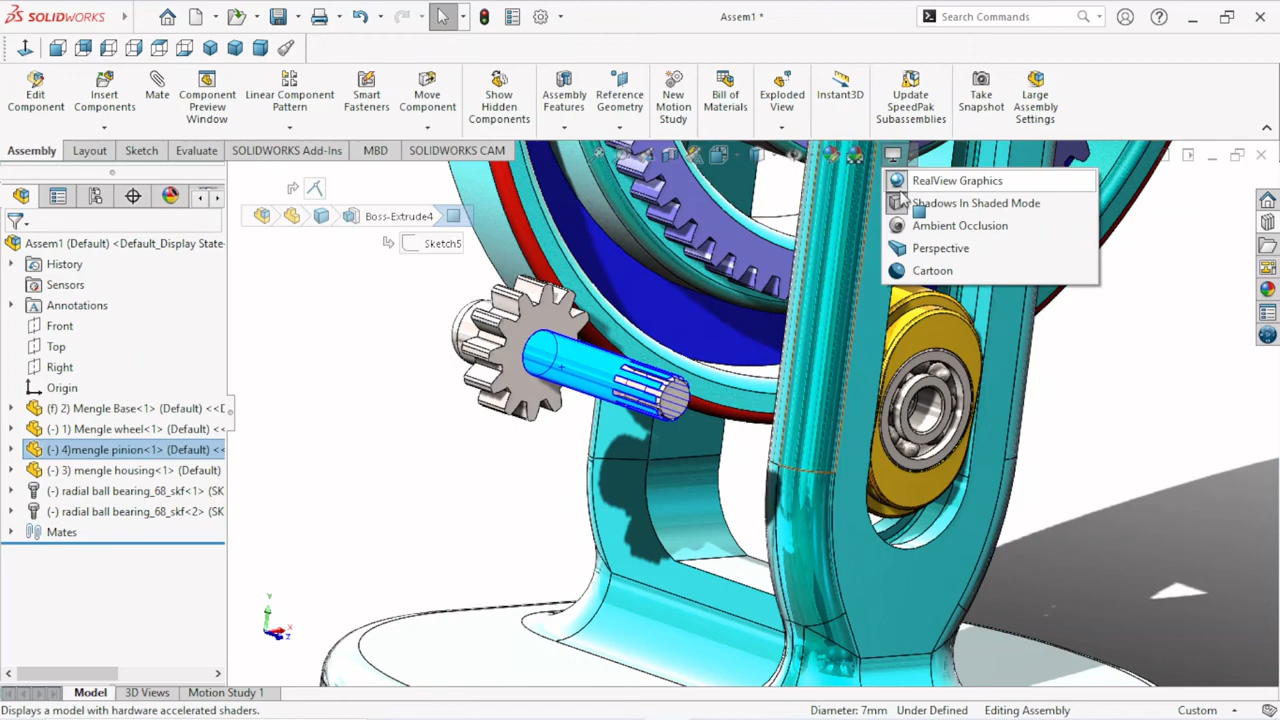 SOLIDWORKS
Assem1 *
Search Commands
Edit
Component
Insert
Components
Mate
Component
Preview
Window
Linear Component
Pattern
Smart
Fasteners
Move
Component
Show
Hidden
Components
Assembly
Features
Reference
Geometry
New
Motion
Study
Bill of
Materials
Exploded
View
Instant3D
Update
SpeedPak
Subassemblies
Take
Snapshot
Large
Assembly
Settings
Assembly
Layout
Sketch
Evaluate
SOLIDWORKS Add-Ins
MBD
SOLIDWORKS CAM
RealView Graphics
Shadows In Shaded Mode
Ambient Occlusion
Perspective
Cartoon
Boss-Extrude4
Sketch5
Assem1 (Default) <Default_Display State-
History
Sensors
Annotations
Front
Top
Right
Origin
(f) 2) Mengle Base<1> (Default) <<D
(-) 1) Mengle wheel<1> (Default) <<
(-) 4)mengle pinion<1> (Default) <<
(-) 3) mengle housing<1> (Default)
(-) radial ball bearing_68_skf<1> (SK
(-) radial ball bearing_68_skf<2> (SK
Mates
Y
X
Z
Model
3D Views
Motion Study 1
Displays a model with hardware accelerated shaders.
Diameter: 7mm
Under Defined
Editing Assembly
Custom